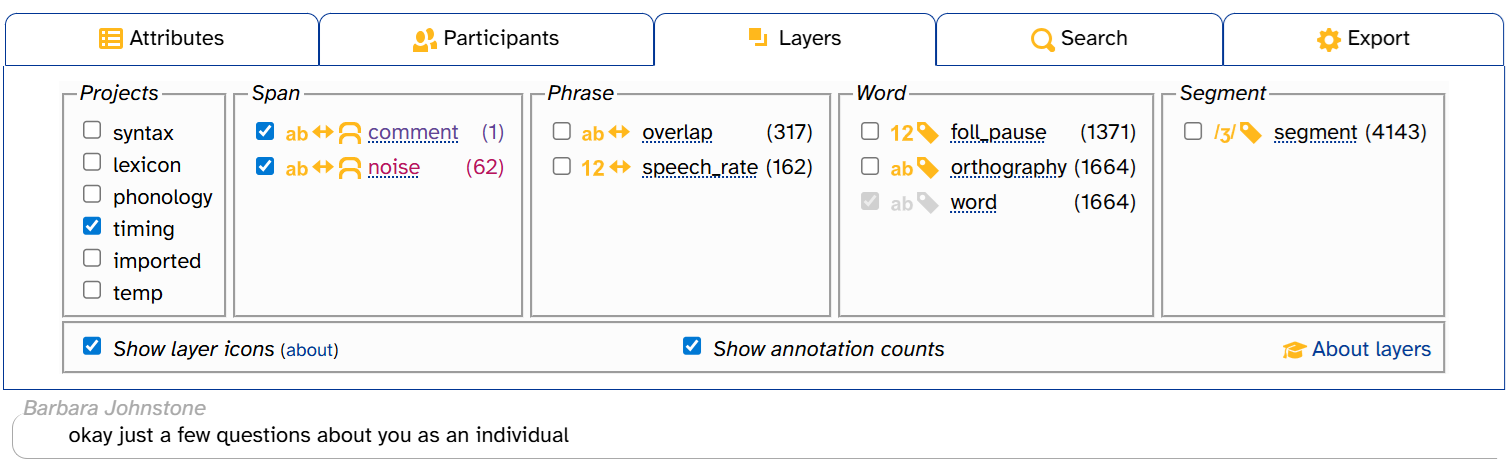 Attributes Participants Layers Search Export
Projects Span Phrase Word Segment
syntax ab comment (1) ab overlap (317) 12 foll_pause (1371) /ʒ/ segment (4143)
lexicon ab noise (62) 12 speech_rate (162) ab orthography (1664)
phonology ab word (1664)
timing
imported
temp
Show layer icons (about) Show annotation counts About layers
Barbara Johnstone
okay just a few questions about you as an individual